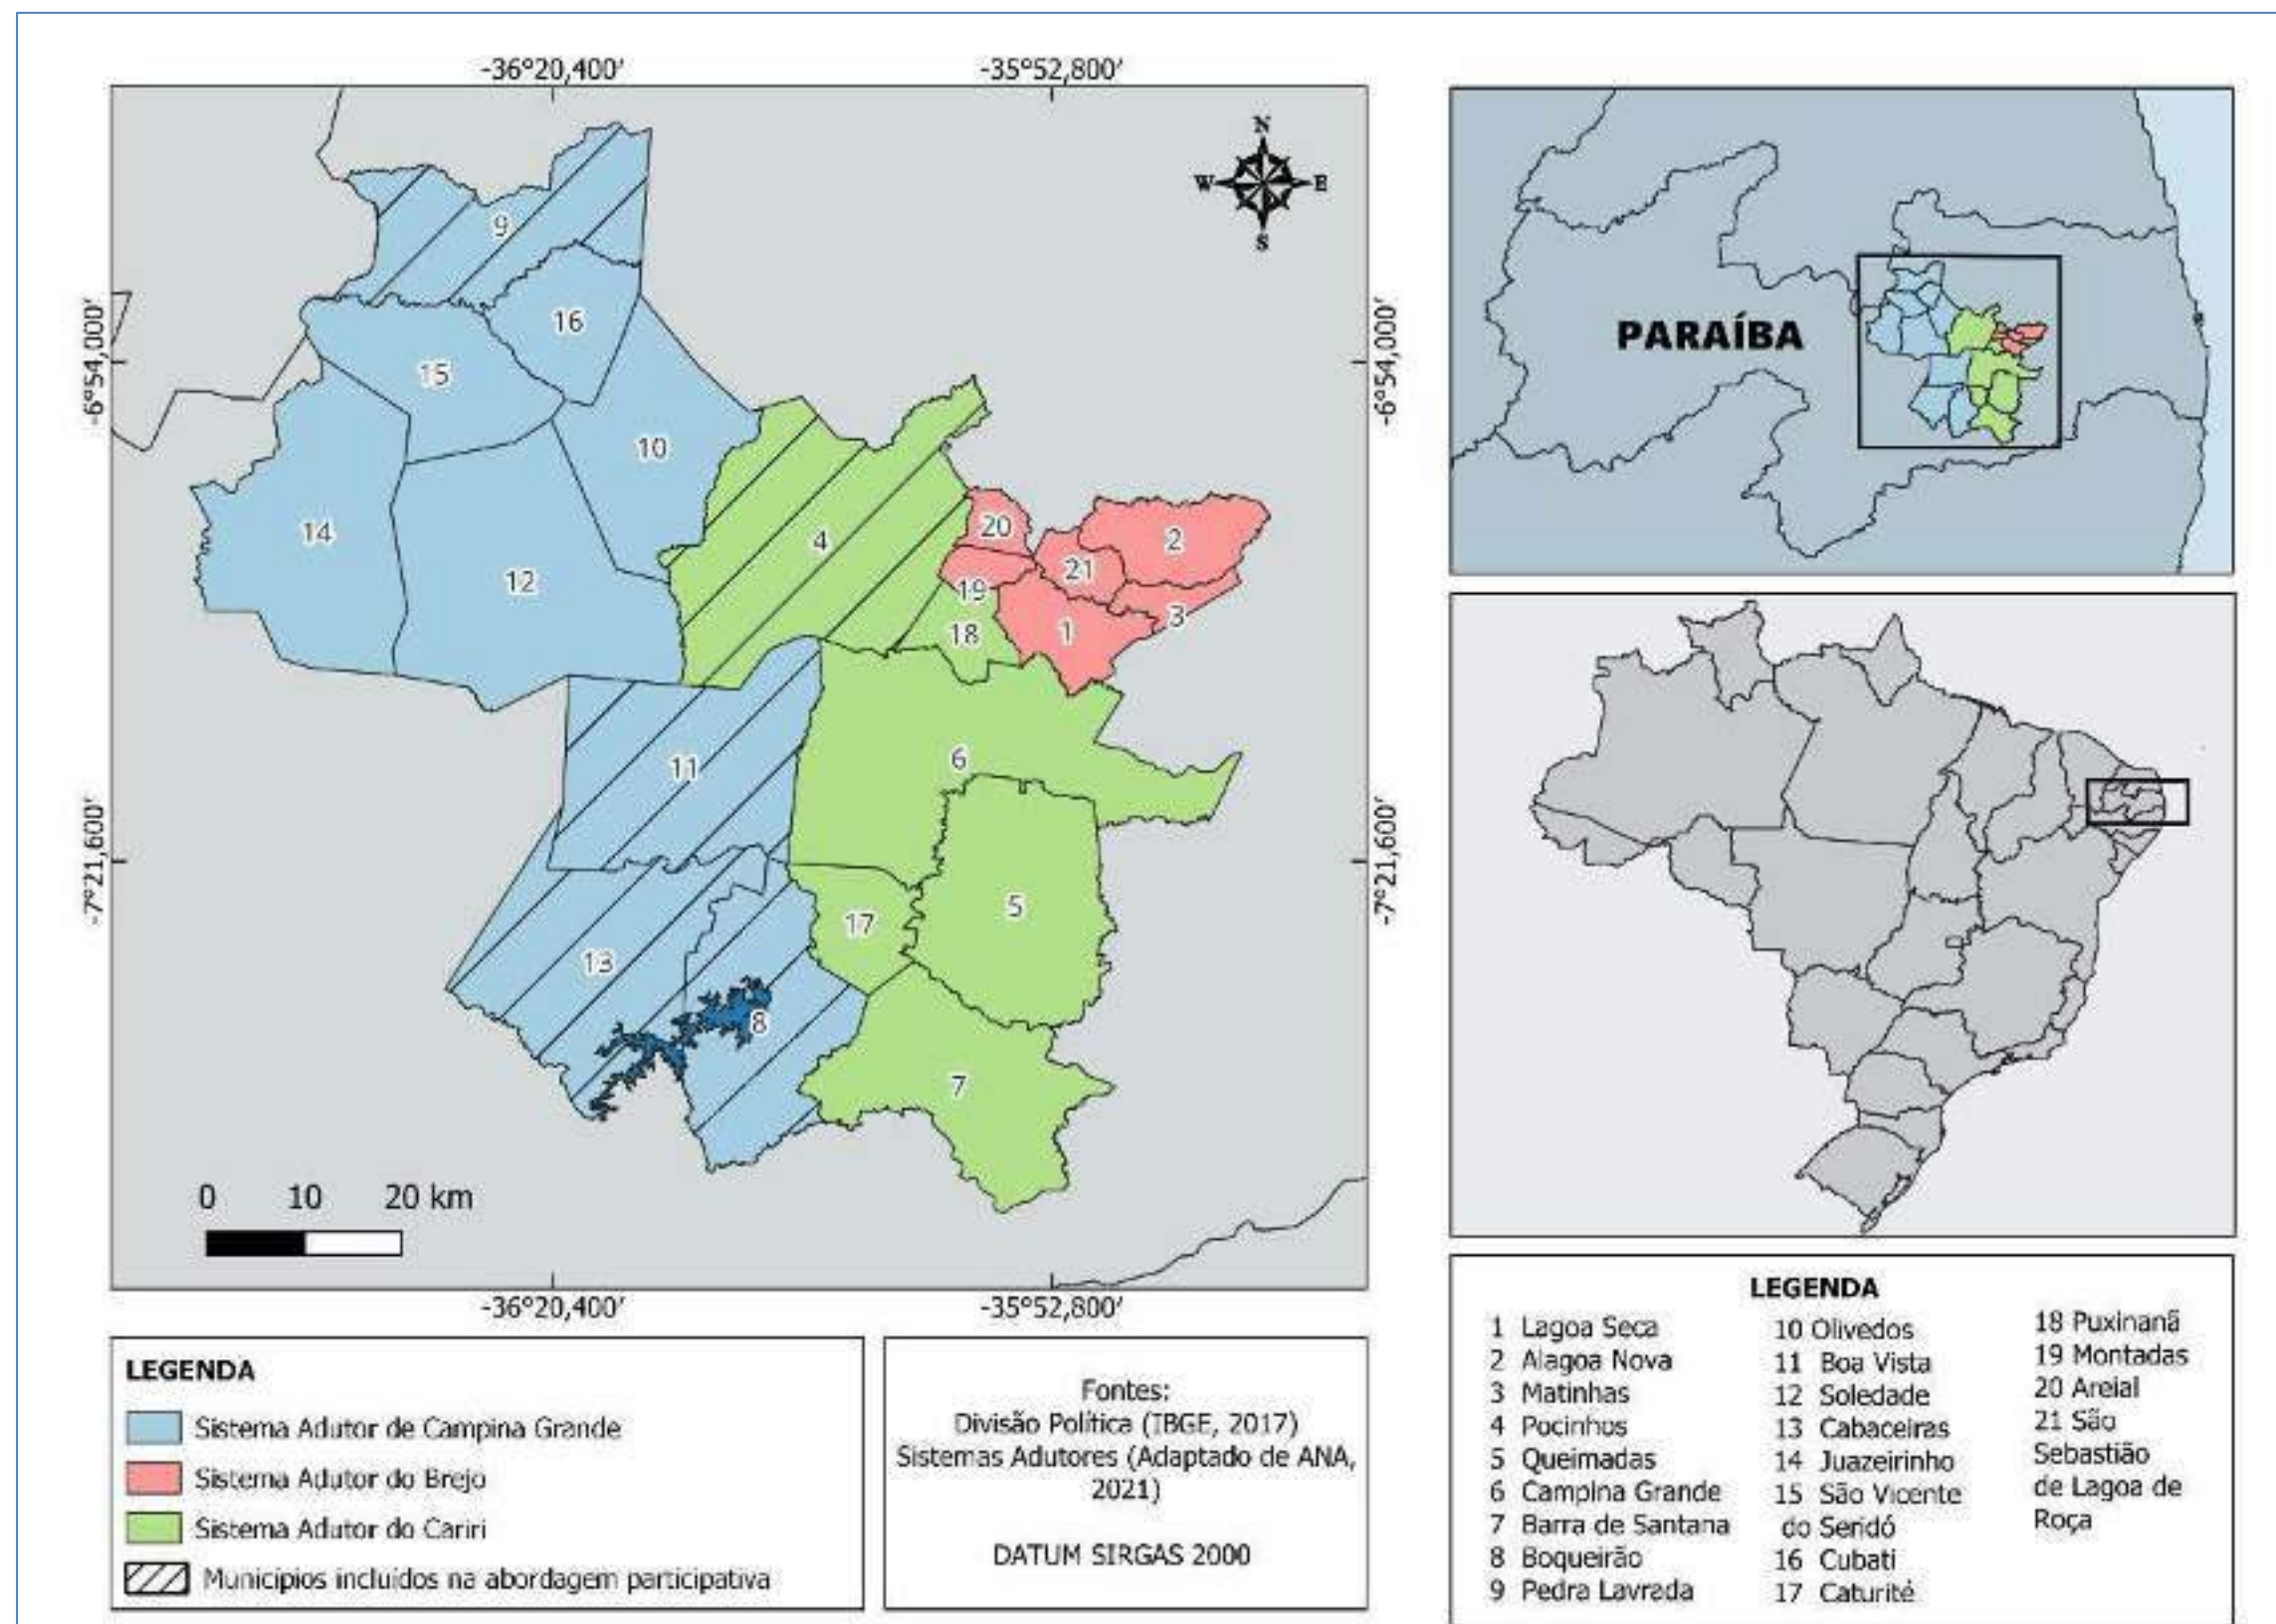 -36°20,400′
-35°52,800′
N
W
E
S
-6°54,000′
-6°54,000′
9
16
15
10
14
12
4
20
2
21
19
3
1
18
11
6
5
17
13
8
7
-7°21,600′
-7°21,600′
0 10 20 km
-36°20,400′
-35°52,800′
PARAÍBA
LEGENDA
Sistema Adutor de Campina Grande
Sistema Adutor do Brejo
Sistema Adutor do Cariri
Municípios incluídos na abordagem participativa
Fontes:
Divisão Política (IBGE, 2017)
Sistemas Adutores (Adaptado de ANA,
2021)
DATUM SIRGAS 2000
LEGENDA
1 Lagoa Seca
2 Alagoa Nova
3 Matinhas
4 Pocinhos
5 Queimadas
6 Campina Grande
7 Barra de Santana
8 Boqueirão
9 Pedra Lavrada
10 Olivedos
11 Boa Vista
12 Soledade
13 Cabaceiras
14 Juazeirinho
15 São Vicente
do Seridó
16 Cubati
17 Caturité
18 Puxinanã
19 Montadas
20 Areial
21 São
Sebastião
de Lagoa de
Roça